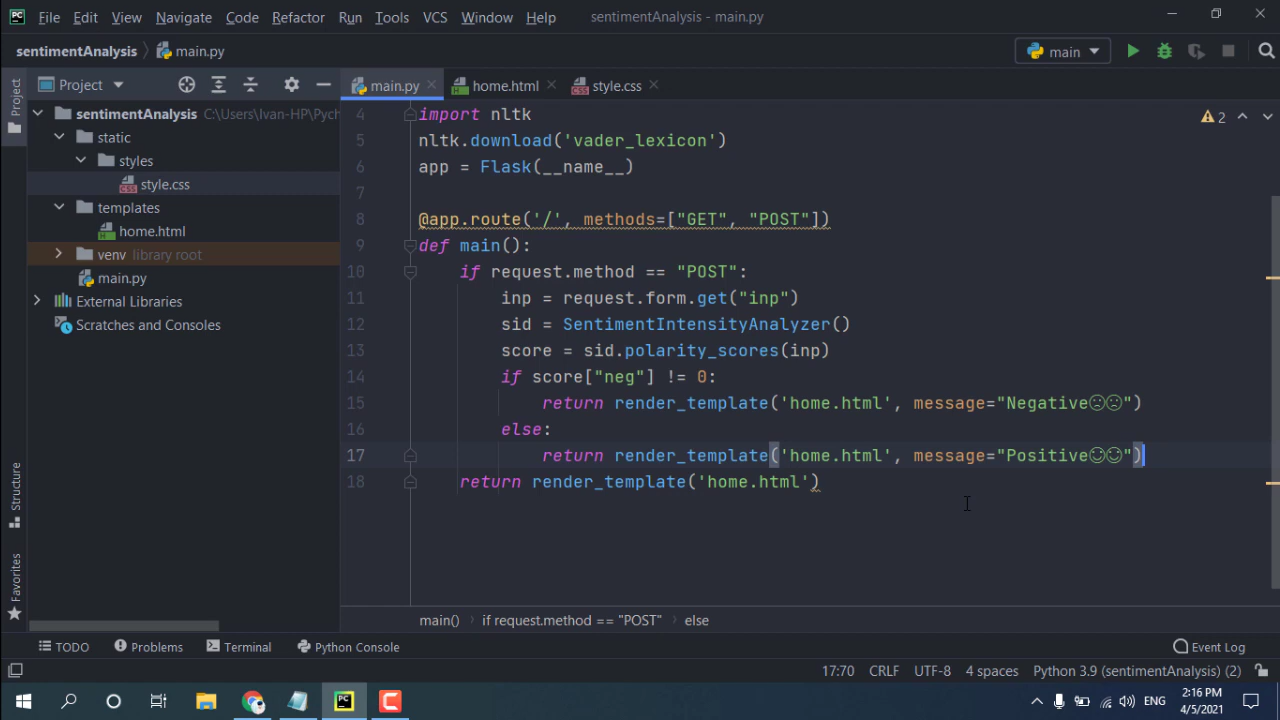 PC File Edit View Navigate Code Refactor Run Tools VCS Window Help sentimentAnalysis - main.py
sentimentAnalysis main.py main
Project main.py home.html style.css
Project
sentimentAnalysis C:\Users\Ivan-HP\Pych
static
styles
style.css
templates
home.html
venv library root
main.py
External Libraries
Scratches and Consoles
Structure
Favorites
2
4 import nltk
5 nltk.download('vader_lexicon')
6 app = Flask(__name__)
7
8 @app.route('/', methods=["GET", "POST"])
9 def main():
10 if request.method == "POST":
11 inp = request.form.get("inp")
12 sid = SentimentIntensityAnalyzer()
13 score = sid.polarity_scores(inp)
14 if score["neg"] != 0:
15 return render_template('home.html', message="Negative☹☹")
16 else:
17 return render_template('home.html', message="Positive☺☺")
18 return render_template('home.html')
main() if request.method == "POST" else
TODO Problems Terminal Python Console Event Log
17:70 CRLF UTF-8 4 spaces Python 3.9 (sentimentAnalysis) (2)
PC ENG 2:16 PM
4/5/2021